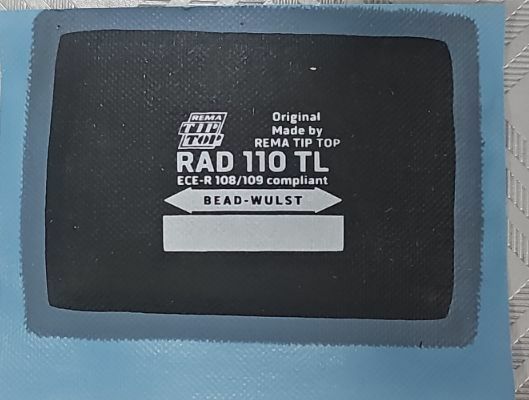 REMA
TIP
TOP
Original
Made by
REMA TIP TOP
RAD 110 TL
ECE-R 108/109 compliant
BEAD-WULST